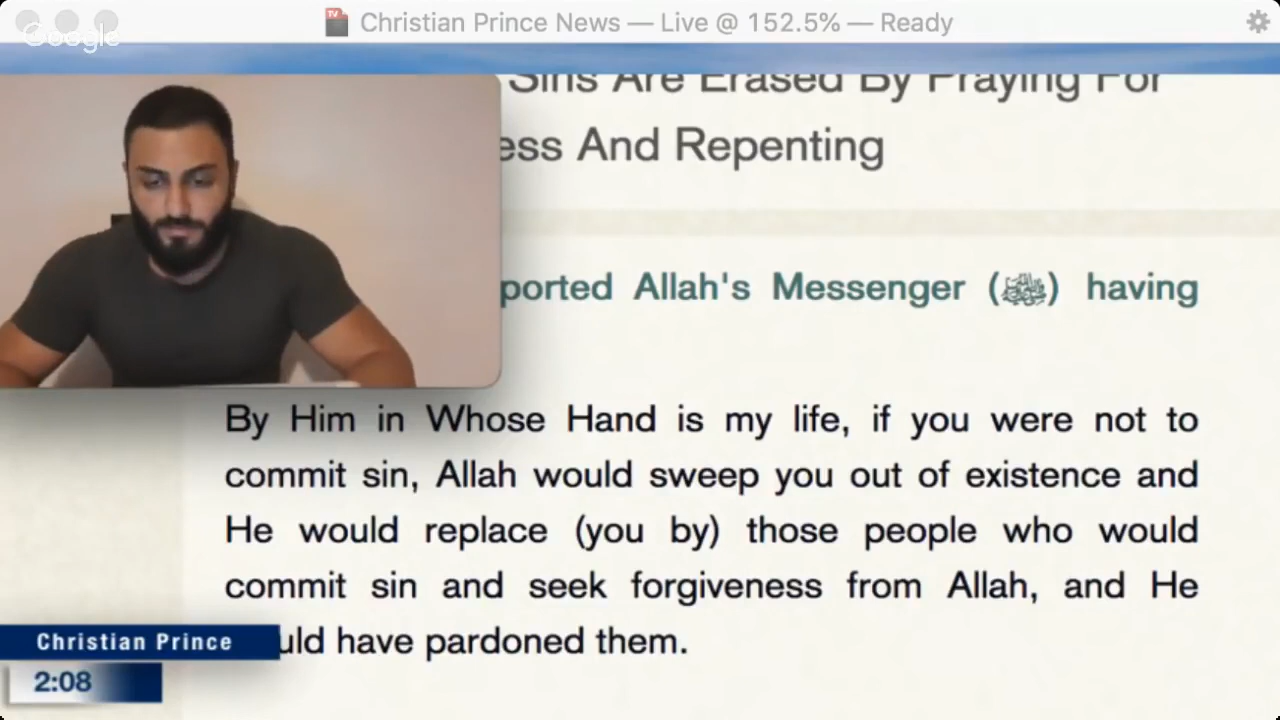 Christian Prince News — Live @ 152.5% — Ready
Google
Sins Are Erased By Praying For
ess And Repenting
ported Allah's Messenger (ﷺ) having
By Him in Whose Hand is my life, if you were not to
commit sin, Allah would sweep you out of existence and
He would replace (you by) those people who would
commit sin and seek forgiveness from Allah, and He
uld have pardoned them.
Christian Prince
2:08